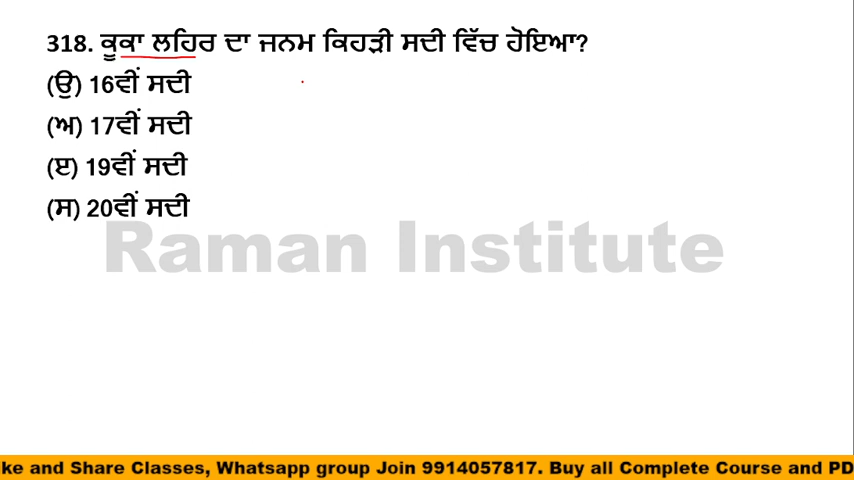 318. ਕੂਕਾ ਲਹਿਰ ਦਾ ਜਨਮ ਕਿਹੜੀ ਸਦੀ ਵਿੱਚ ਹੋਇਆ?
(ਉ) 16ਵੀਂ ਸਦੀ
(ਅ) 17ਵੀਂ ਸਦੀ
(ੲ) 19ਵੀਂ ਸਦੀ
(ਸ) 20ਵੀਂ ਸਦੀ
Raman Institute
ke and Share Classes, Whatsapp group Join 9914057817. Buy all Complete Course and PD